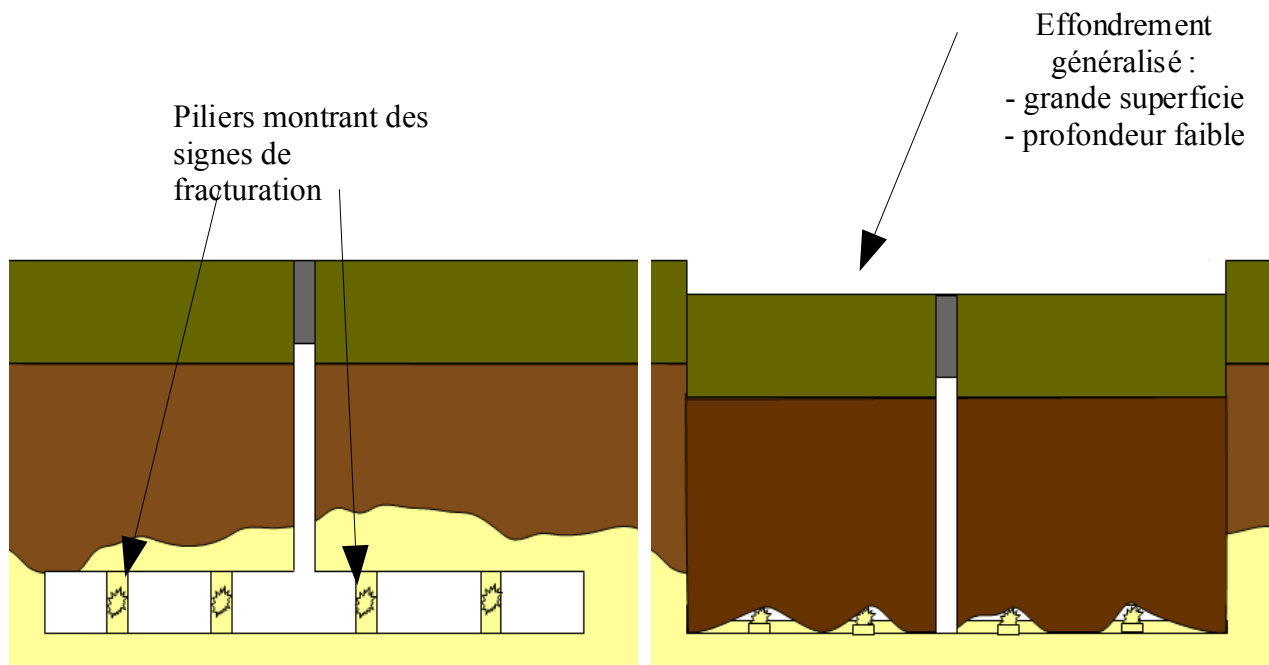 Piliers montrant des
signes de
fracturation
Effondrement
généralisé :
- grande superficie
- profondeur faible